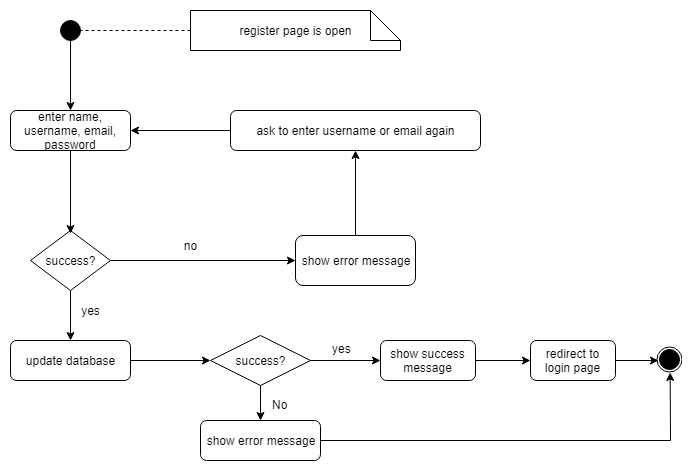 register page is open
enter name,
username, email,
password
ask to enter username or email again
success?
no
show error message
yes
update database
success?
yes
show success
message
redirect to
login page
No
show error message